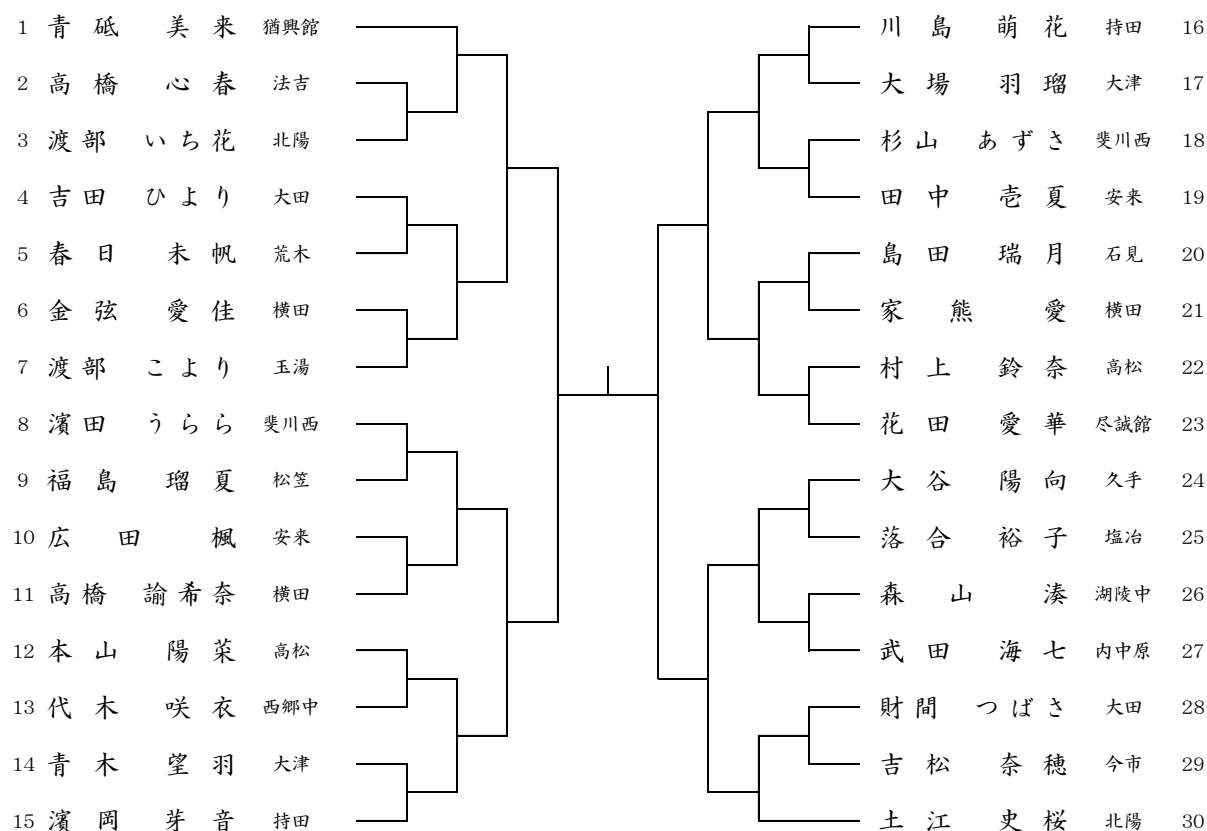 1 青砥 美来 猶興館
2 高橋 心春 法吉
3 渡部 いち花 北陽
4 吉田 ひより 大田
5 春日 未帆 荒木
6 金弦 愛佳 横田
7 渡部 こより 玉湯
8 濱田 うらら 斐川西
9 福島 瑠夏 松笠
10 広田 楓 安来
11 高橋 諭希奈 横田
12 本山 陽菜 高松
13 代木 咲衣 西郷中
14 青木 望羽 大津
15 濱岡 芽音 持田
川島 萌花 持田 16
大場 羽瑠 大津 17
杉山 あずさ 斐川西 18
田中 壱夏 安来 19
島田 瑞月 石見 20
家熊 愛 横田 21
村上 鈴奈 高松 22
花田 愛華 尽誠館 23
大谷 陽向 久手 24
落合 裕子 塩冶 25
森山 湊 湖陵中 26
武田 海七 内中原 27
財間 つばさ 大田 28
吉松 奈穂 今市 29
土江 史桜 北陽 30